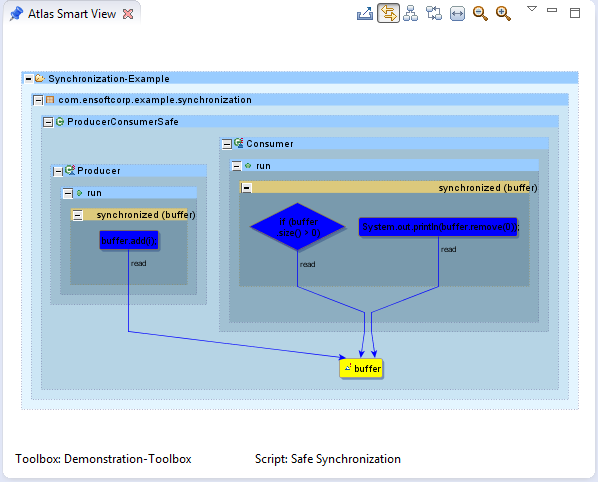 Atlas Smart View
Synchronization-Example
com.ensoftcorp.example.synchronization
ProducerConsumerSafe
Consumer
Producer
run
run
synchronized (buffer)
synchronized (buffer)
if (buffer.
size() > 0)
System.out.println(buffer.remove(0));
buffer.add(i);
read
read
read
buffer
Toolbox: Demonstration-Toolbox
Script: Safe Synchronization